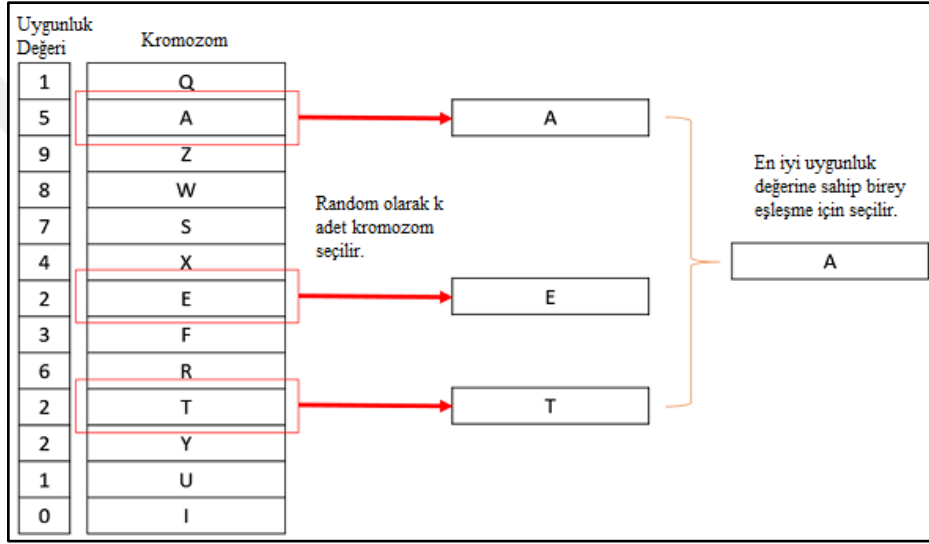 Uygunluk
Değeri
Kromozom
1 Q
5 A
9 Z
8 W
7 S
4 X
2 E
3 F
6 R
2 T
2 Y
1 U
0 I
Random olarak k
adet kromozom
seçilir.
A
E
T
En iyi uygunluk
değerine sahip birey
eşleşme için seçilir.
A